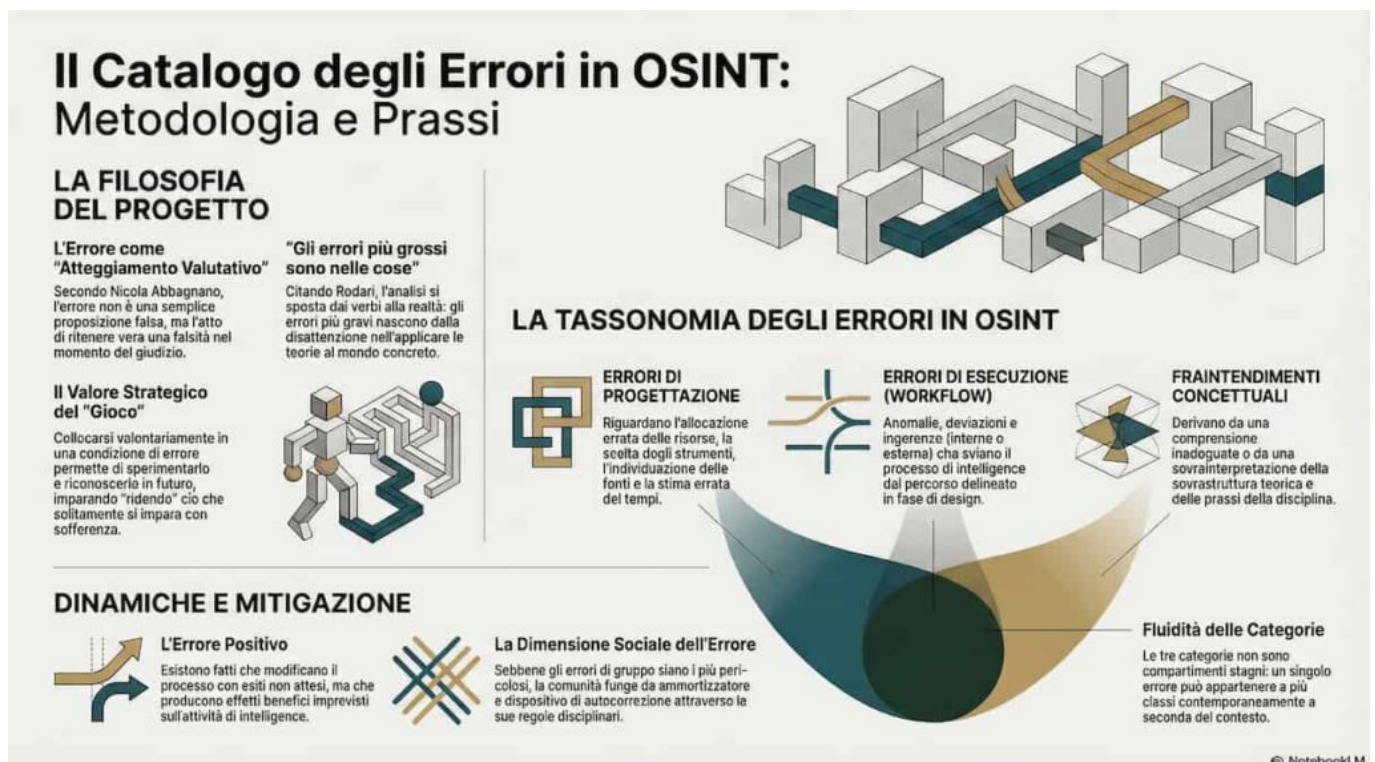 Il Catalogo degli Errori in OSINT:
Metodologia e Prassi
LA FILOSOFIA
DEL PROGETTO
L'Errore come
"Atteggiamento Valutativo"
Secondo Nicola Abbagnano,
l'errore non è una semplice
proposizione falsa, ma l'atto
di ritenere vera una falsità nel
momento del giudizio.
"Gli errori più grossi
sono nelle cose"
Citando Rodari, l'analisi si
sposta dai verbi alla realtà: gli
errori più gravi nascono dalla
disattenzione nell'applicare le
teorie al mondo concreto.
Il Valore Strategico
del "Gioco"
Collocarsi valontariamente in
una condizione di errore
permette di sperimentarlo
e riconoscerlo in futuro,
imparando "ridendo" cio che
solitamente si impara con
sofferenza.
LA TASSONOMIA DEGLI ERRORI IN OSINT
ERRORI DI
PROGETTAZIONE
Riguardano l'allocazione
errata delle risorse, la
scelta dogli strumenti,
l'individuazione delle
fonti e la stima errata
del tempi.
ERRORI DI ESECUZIONE
(WORKFLOW)
Anomalie, deviazioni e
ingerenze (interne o
esterna) cha sviano il
processo di intelligence
dal percorso delineato
in fase di design.
FRAINTENDIMENTI
CONCETTUALI
Derivano da una
comprensione
inadoguate o da una
sovrainterpretazione della
sovrastruttura teorica e
delle prassi della disciplina.
DINAMICHE E MITIGAZIONE
L'Errore Positivo
Esistono fatti che modificano il
processo con esiti non attesi, ma che
producono effetti benefici imprevisti
sull'attività di intelligence.
La Dimensione Sociale dell'Errore
Sebbene gli errori di gruppo siano i più peri-
colosi, la comunità funge da ammortizzatore
e dispositivo di autocorrezione attraverso le
sue regole disciplinari.
Fluidità delle Categorie
Le tre categorie non sono
compartimenti stagni: un singolo
errore può appartenere a più
classi contemporaneamente a
seconda del contesto.
NotebookLM